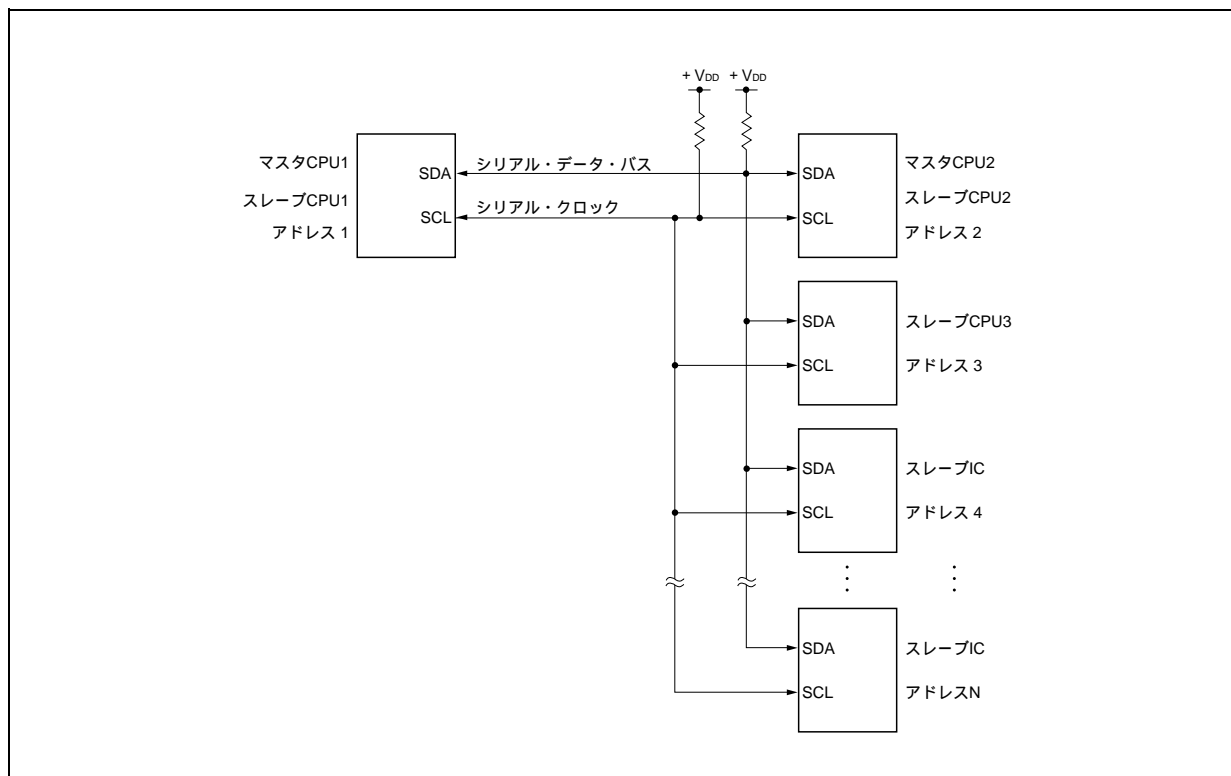 + VDD + VDD
マスタCPU1
スレーブCPU1
アドレス 1
SDA
SCL
シリアル・データ・バス
シリアル・クロック
SDA
SCL
マスタCPU2
スレーブCPU2
アドレス 2
SDA
SCL
スレーブCPU3
アドレス 3
SDA
SCL
スレーブIC
アドレス 4
SDA
SCL
スレーブIC
アドレスN